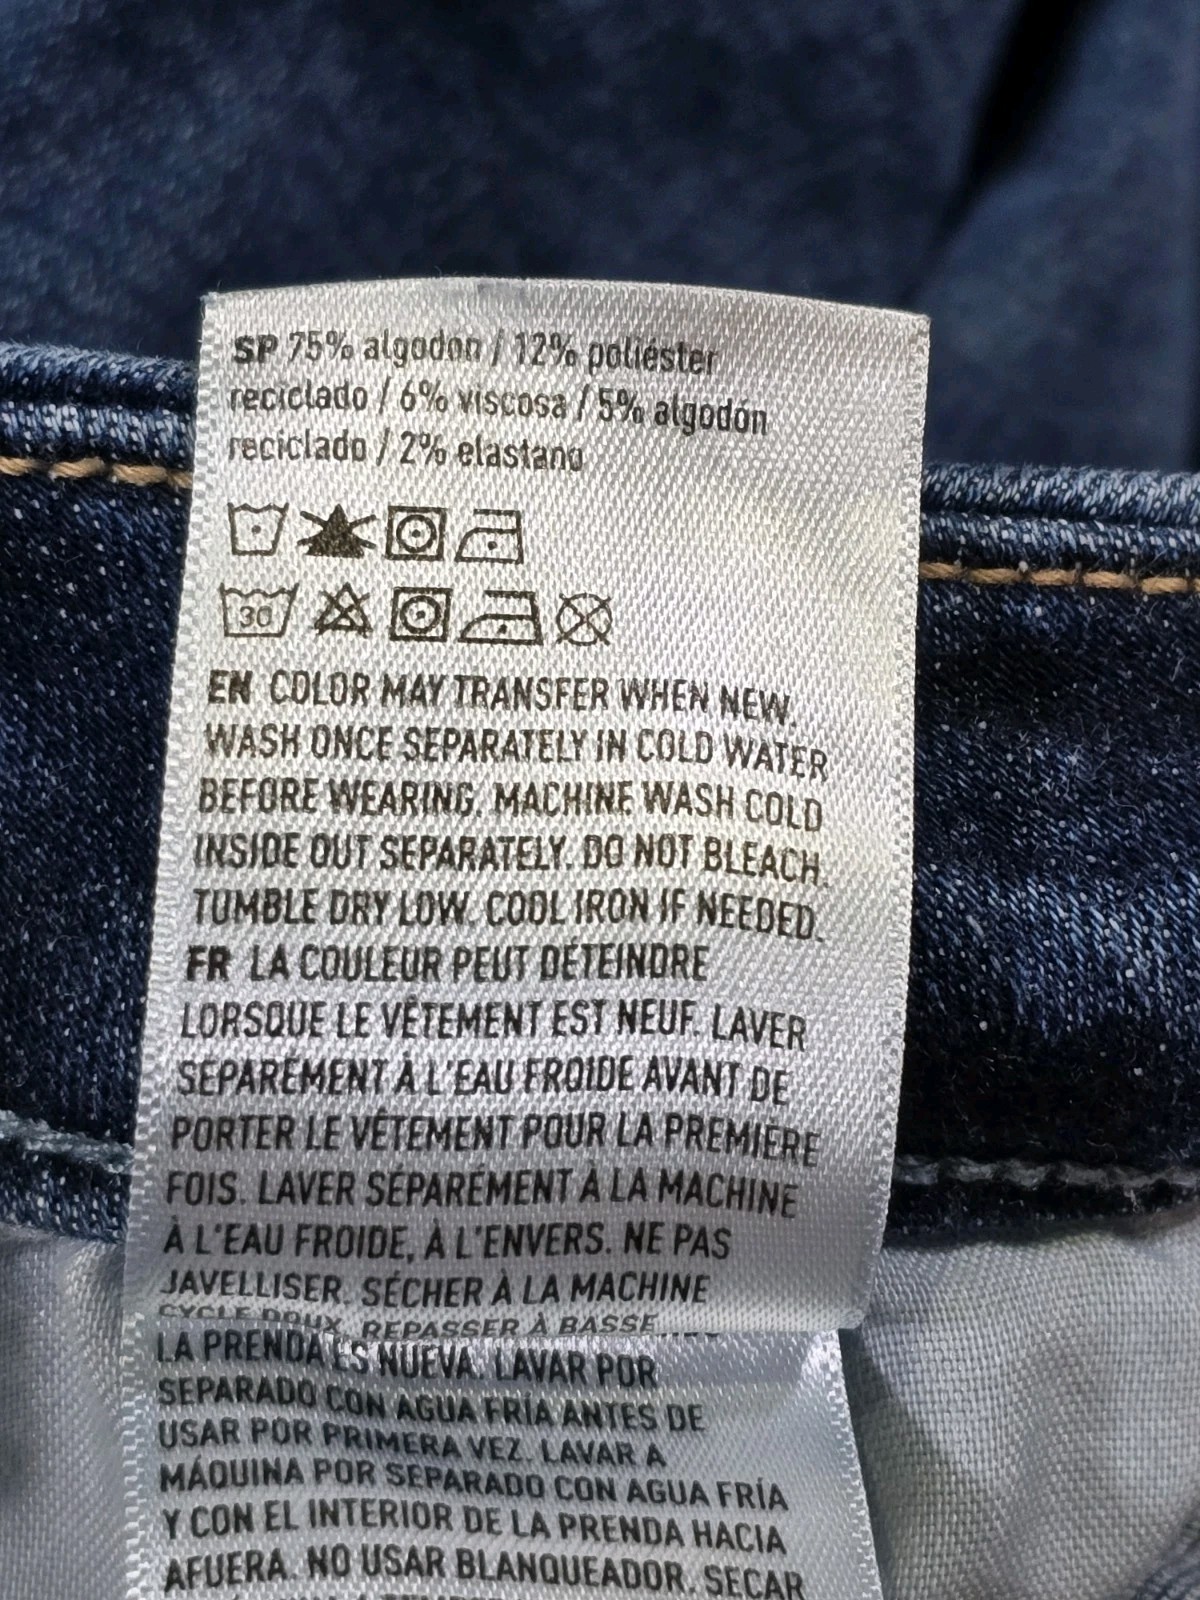 SP 75% algodon / 12% poliéster
reciclado / 6% viscosa / 5% algodón
reciclado / 2% elastano
30
EN COLOR MAY TRANSFER WHEN NEW.
WASH ONCE SEPARATELY IN COLD WATER
BEFORE WEARING. MACHINE WASH COLD
INSIDE OUT SEPARATELY. DO NOT BLEACH.
TUMBLE DRY LOW. COOL IRON IF NEEDED.
FR LA COULEUR PEUT DÉTEINDRE
LORSQUE LE VÊTEMENT EST NEUF. LAVER
SÉPARÉMENT À L'EAU FROIDE AVANT DE
PORTER LE VÊTEMENT POUR LA PREMIÈRE
FOIS. LAVER SÉPARÉMENT À LA MACHINE
À L'EAU FROIDE, À L'ENVERS. NE PAS
JAVELLISER. SÉCHER À LA MACHINE
CYCLE DOUX. REPASSER À BASSE
LA PRENDA ES NUEVA. LAVAR POR
SEPARADO CON AGUA FRÍA ANTES DE
USAR POR PRIMERA VEZ. LAVAR A
MÁQUINA POR SEPARADO CON AGUA FRÍA
Y CON EL INTERIOR DE LA PRENDA HACIA
AFUERA. NO USAR BLANQUEADOR. SECAR